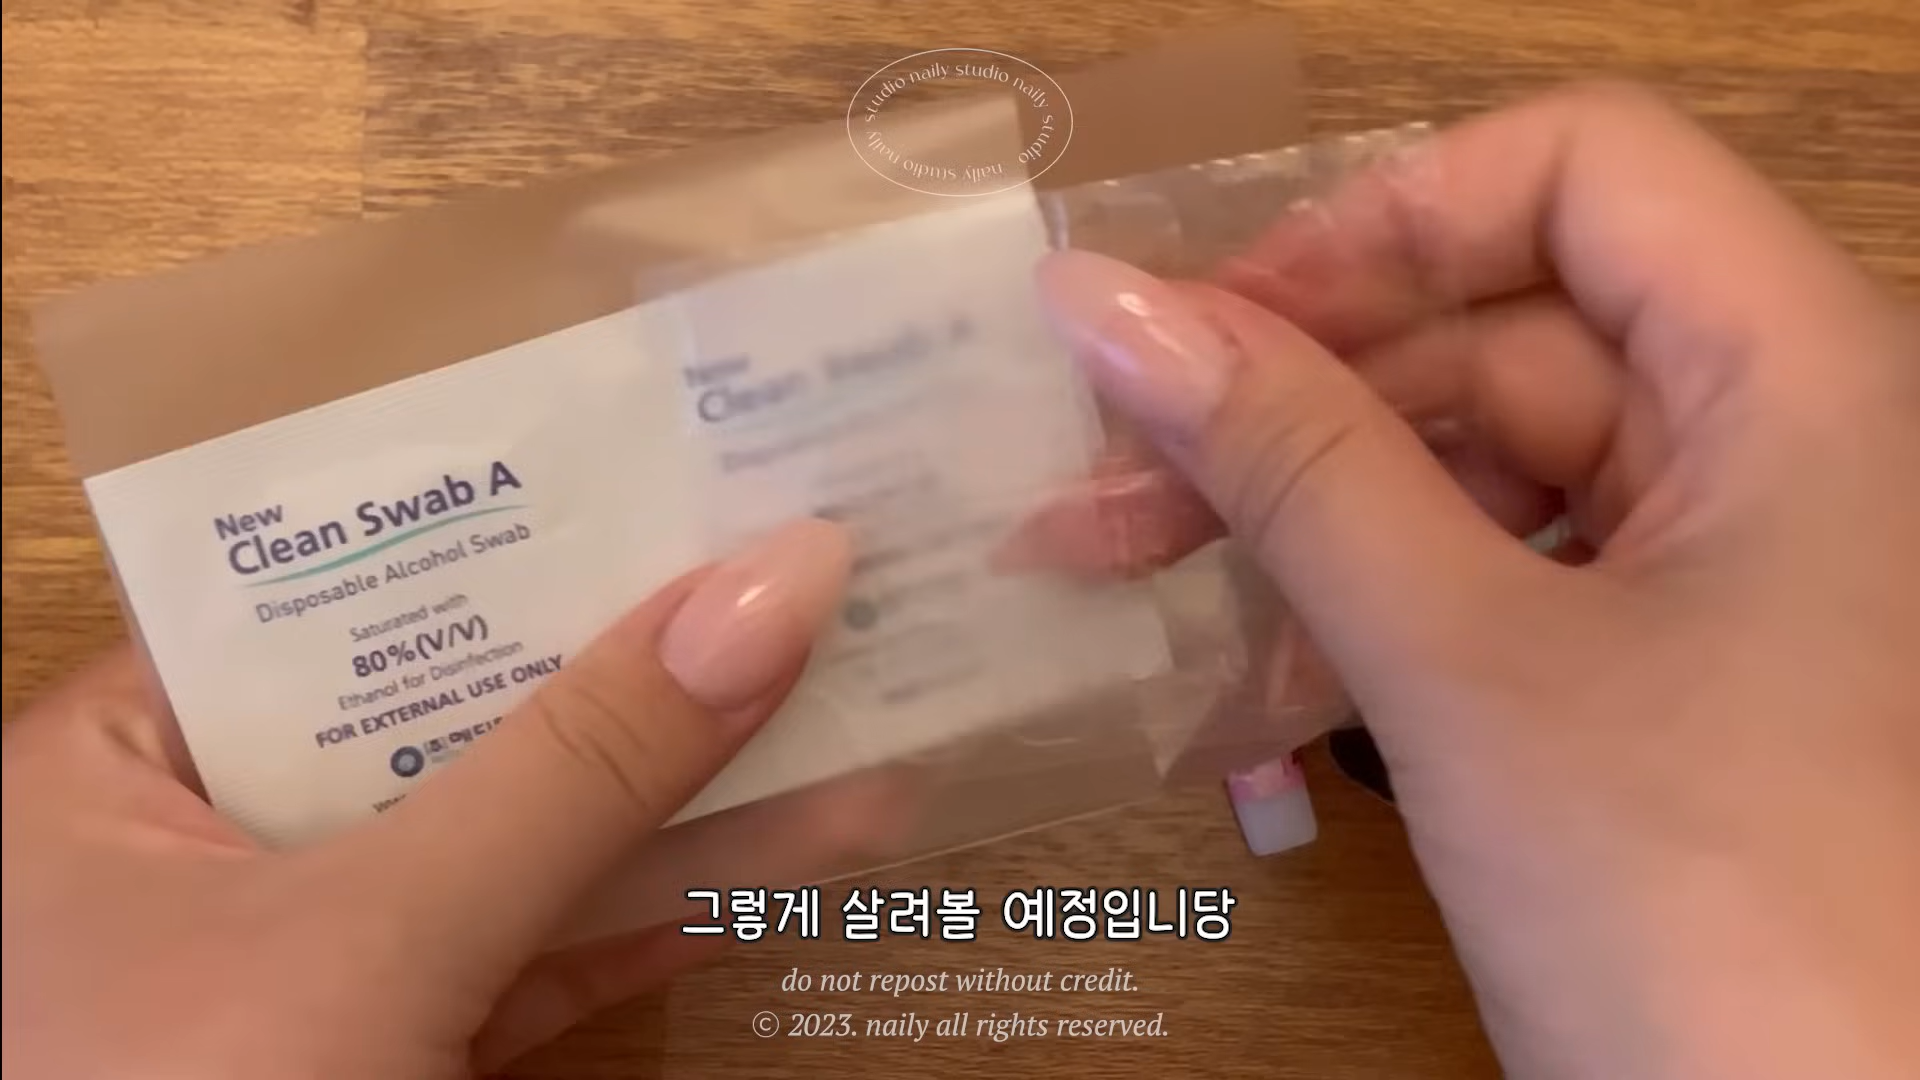 studio naily studio naily studio naily studio naily
New
Clean Swab A
Disposable Alcohol Swab
Saturated with
80%(V/V)
Ethanol for Disinfection
FOR EXTERNAL USE ONLY
New
Clean Swab A
그렇게 살려볼 예정입니당
do not repost without credit.
© 2023. naily all rights reserved.